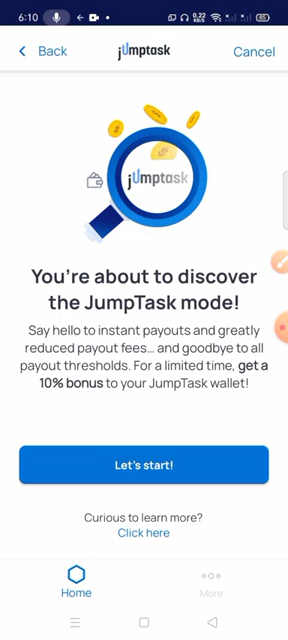 6:10
0.22
KB/S
85
Back
jUmptask
Cancel
jUmptask
You're about to discover
the JumpTask mode!
Say hello to instant payouts and greatly
reduced payout fees... and goodbye to all
payout thresholds. For a limited time, get a
10% bonus to your JumpTask wallet!
Let's start!
Curious to learn more?
Click here
Home
More